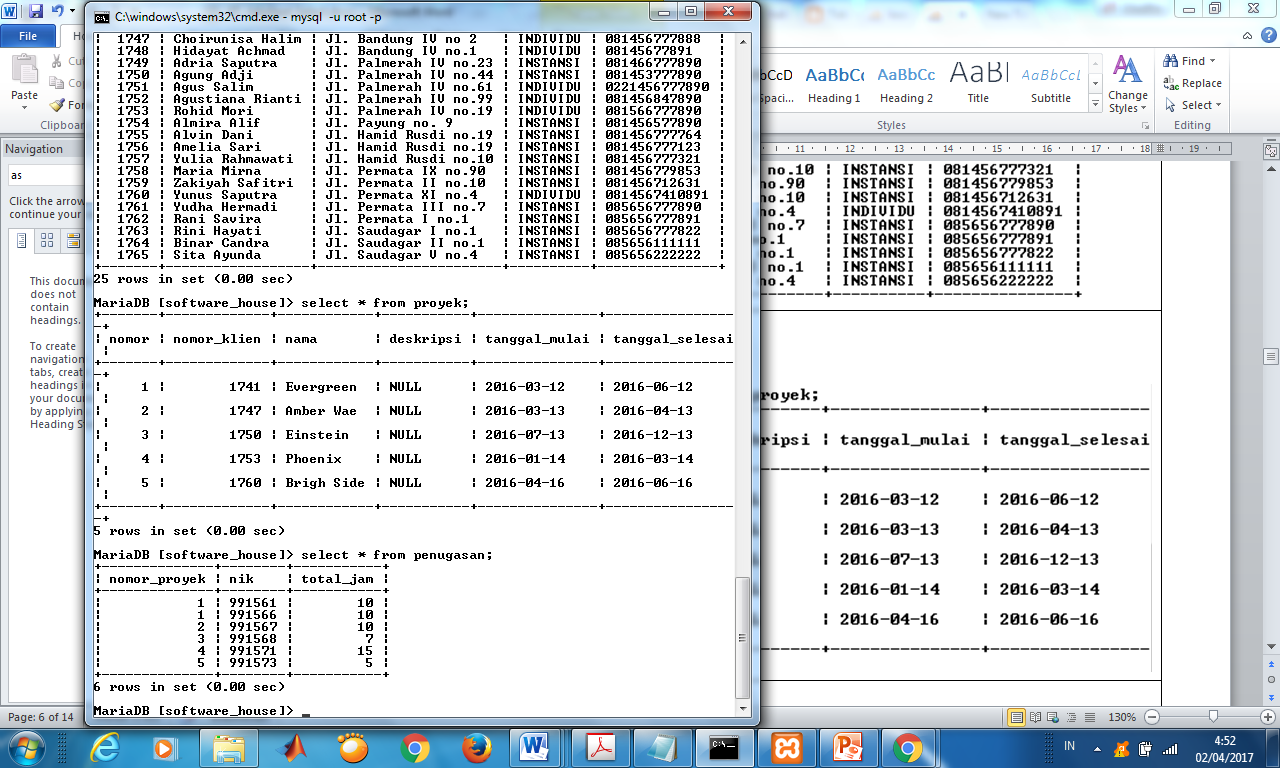 C:\windows\system32\cmd.exe - mysql -u root -p
| 1747 | Choirunisa Halim | Jl. Bandung IV no 2 | INDIVIDU | 081456777888 |
| 1748 | Hidayat Achmad | Jl. Bandung IV no.1 | INDIVIDU | 08145677891 |
| 1749 | Adria Saputra | Jl. Palmerah IV no.23 | INSTANSI | 081466777890 |
| 1750 | Agung Adji | Jl. Palmerah IV no.44 | INSTANSI | 081453777890 |
| 1751 | Agus Salim | Jl. Palmerah IV no.61 | INSTANSI | 0221456777890 |
| 1752 | Agustiana Rianti | Jl. Palmerah IV no.99 | INSTANSI | 081456847890 |
| 1753 | Rohid Mori | Jl. Palmerah IV no.19 | INDIVIDU | 081566777890 |
| 1754 | Almira Alif | Jl. Payung no. 9 | INSTANSI | 081456577890 |
| 1755 | Alvin Dani | Jl. Hamid Rusdi no.19 | INSTANSI | 081456777764 |
| 1756 | Amelia Sari | Jl. Hamid Rusdi no.19 | INSTANSI | 081456777123 |
| 1757 | Yulia Rahmawati | Jl. Hamid Rusdi no.10 | INSTANSI | 081456777321 |
| 1758 | Maria Mirna | Jl. Permata IX no.90 | INSTANSI | 081456779853 |
| 1759 | Zakiyah Safitri | Jl. Permata II no.10 | INSTANSI | 081456712631 |
| 1760 | Yunus Saputra | Jl. Permata XI no.4 | INDIVIDU | 0814567410891 |
| 1761 | Yudha Hermadi | Jl. Permata III no.7 | INSTANSI | 085656777890 |
| 1762 | Rani Savira | Jl. Permata I no.1 | INSTANSI | 085656777891 |
| 1763 | Rini Hayati | Jl. Saudagar I no.1 | INSTANSI | 085656777822 |
| 1764 | Binar Candra | Jl. Saudagar II no.1 | INSTANSI | 085656111111 |
| 1765 | Sita Ayunda | Jl. Saudagar V no.4 | INSTANSI | 085656222222 |
25 rows in set (0.00 sec)
MariaDB [software_house]> select * from proyek;
| nomor | nomor_klien | nama | deskripsi | tanggal_mulai | tanggal_selesai
| 1 | 1741 | Evergreen | NULL | 2016-03-12 | 2016-06-12
| 2 | 1747 | Amber Wae | NULL | 2016-03-13 | 2016-04-13
| 3 | 1750 | Einstein | NULL | 2016-07-13 | 2016-12-13
| 4 | 1753 | Phoenix | NULL | 2016-01-14 | 2016-03-14
| 5 | 1760 | Brigh Side | NULL | 2016-04-16 | 2016-06-16
5 rows in set (0.00 sec)
MariaDB [software_house]> select * from penugasan;
| nomor_proyek | nik | total_jam |
| 1 | 991561 | 10 |
| 1 | 991566 | 10 |
| 2 | 991567 | 10 |
| 3 | 991568 | 7 |
| 4 | 991571 | 15 |
| 5 | 991573 | 5 |
6 rows in set (0.00 sec)
MariaDB [software_house]> _
File
Paste
Clipboard
Navigation
as
Click the arrow
continue your
This docum
does not
contain
headings.
To create
navigation
tabs, creat
headings i
your docu
by applyin
Heading S
Page: 6 of 14
AaBbCc AaBbCc AaBb AaBbCcL
Spaci... Heading 1 Heading 2 Title Subtitle
Change
Styles
Styles
Find
Replace
Select
Editing
11 12 13 14 15 16 17 18 19
no.10 | INSTANSI | 081456777321 |
no.90 | INSTANSI | 081456779853 |
no.10 | INSTANSI | 081456712631 |
no.4 | INDIVIDU | 0814567410891 |
no.7 | INSTANSI | 085656777890 |
.1 | INSTANSI | 085656777891 |
no.1 | INSTANSI | 085656777822 |
no.1 | INSTANSI | 085656111111 |
no.4 | INSTANSI | 085656222222 |
royek;
ripsi | tanggal_mulai | tanggal_selesai
| 2016-03-12 | 2016-06-12
| 2016-03-13 | 2016-04-13
| 2016-07-13 | 2016-12-13
| 2016-01-14 | 2016-03-14
| 2016-04-16 | 2016-06-16
130%
IN
4:52
02/04/2017